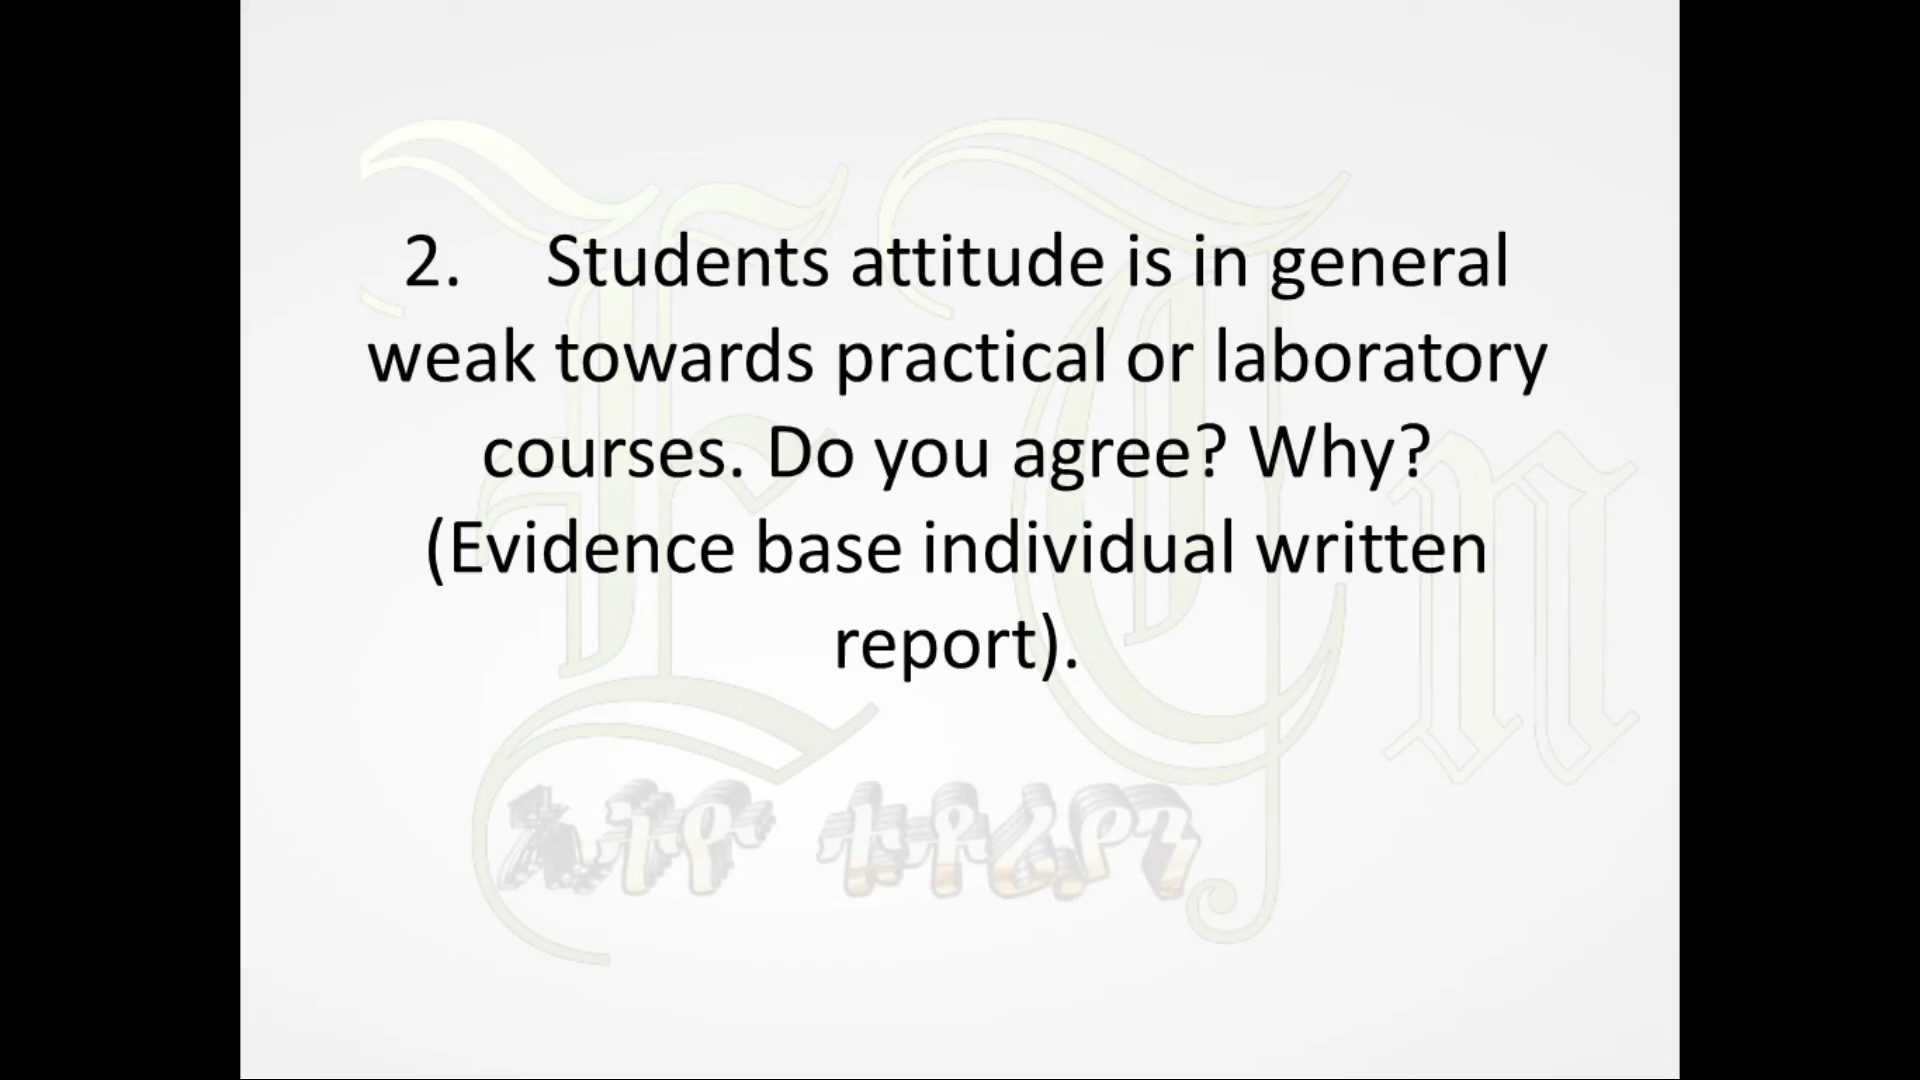 2. Students attitude is in general
weak towards practical or laboratory
courses. Do you agree? Why?
(Evidence base individual written
report).